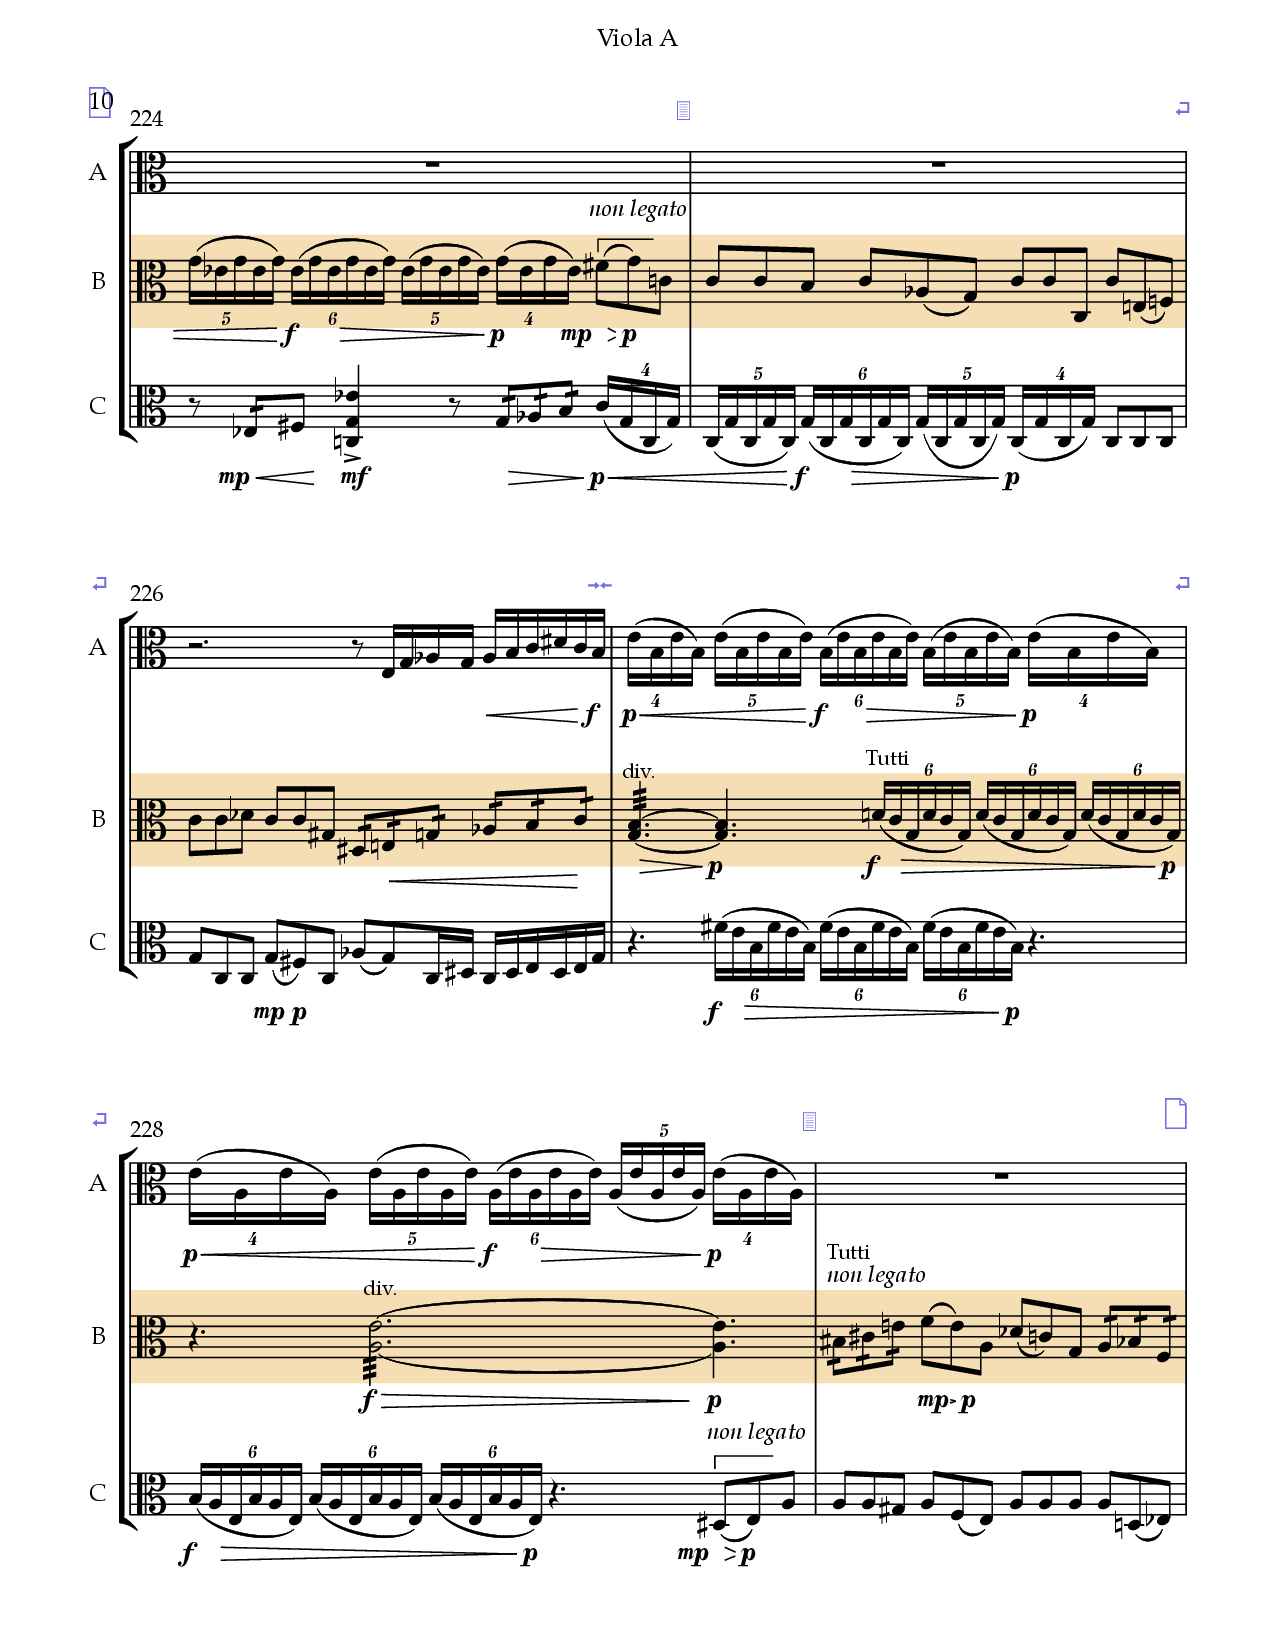 Viola A
10
224
A
non legato
B
5 6 5 4
f p mp p
4
C
5 6 5 4
mp mf p f p
226
A
4 5 6 5 4
f p f p
Tutti
div.
6 6 6
B
p f p
C
6 6 6
mp p f p
228
5
A
4 5 6 4
p f p
Tutti
non legato
div.
B
f p mp p
non legato
6 6 6
C
f p mp p